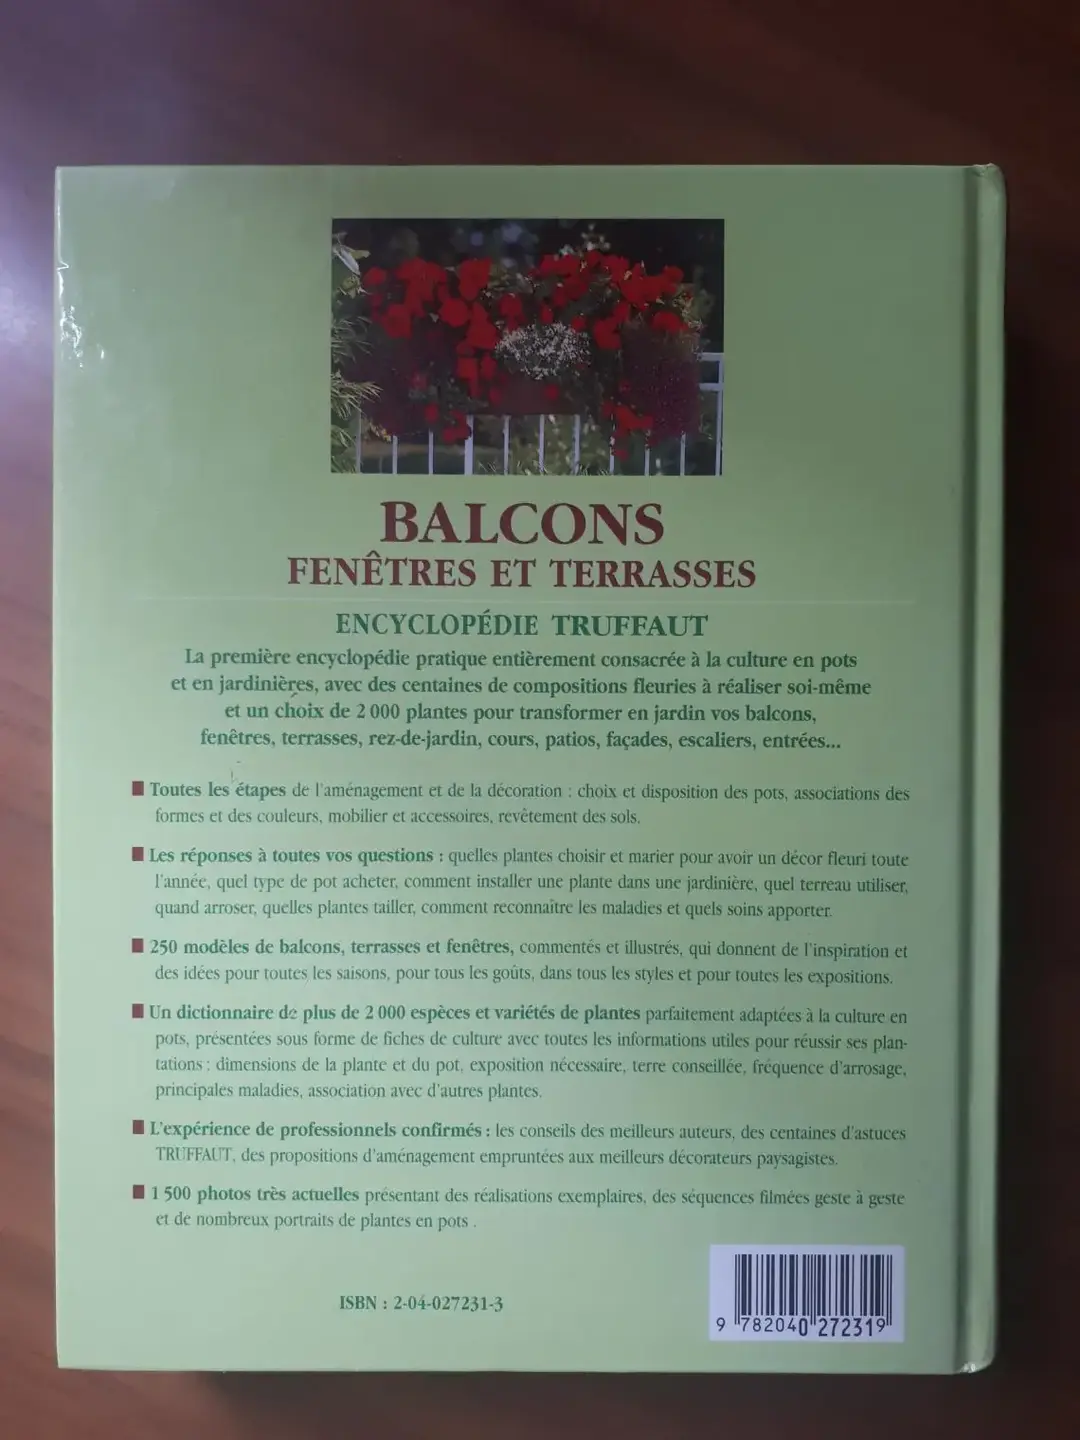 BALCONS
FENÊTRES ET TERRASSES
ENCYCLOPÉDIE TRUFFAUT
La première encyclopédie pratique entièrement consacrée à la culture en pots
et en jardinières, avec des centaines de compositions fleuries à réaliser soi-même
et un choix de 2 000 plantes pour transformer en jardin vos balcons,
fenêtres, terrasses, rez-de-jardin, cours, patios, façades, escaliers, entrées...
■ Toutes les étapes de l'aménagement et de la décoration : choix et disposition des pots, associations des
formes et des couleurs, mobilier et accessoires, revêtement des sols.
■ Les réponses à toutes vos questions : quelles plantes choisir et marier pour avoir un décor fleuri toute
l'année, quel type de pot acheter, comment installer une plante dans une jardinière, quel terreau utiliser,
quand arroser, quelles plantes tailler, comment reconnaître les maladies et quels soins apporter.
■ 250 modèles de balcons, terrasses et fenêtres, commentés et illustrés, qui donnent de l'inspiration et
des idées pour toutes les saisons, pour tous les goûts, dans tous les styles et pour toutes les expositions.
■ Un dictionnaire de plus de 2 000 espèces et variétés de plantes parfaitement adaptées à la culture en
pots, présentées sous forme de fiches de culture avec toutes les informations utiles pour réussir ses plan-
tations : dimensions de la plante et du pot, exposition nécessaire, terre conseillée, fréquence d'arrosage,
principales maladies, association avec d'autres plantes.
■ L'expérience de professionnels confirmés : les conseils des meilleurs auteurs, des centaines d'astuces
TRUFFAUT, des propositions d'aménagement empruntées aux meilleurs décorateurs paysagistes.
■ 1 500 photos très actuelles présentant des réalisations exemplaires, des séquences filmées geste à geste
et de nombreux portraits de plantes en pots .
ISBN : 2-04-027231-3
9 782040 272319